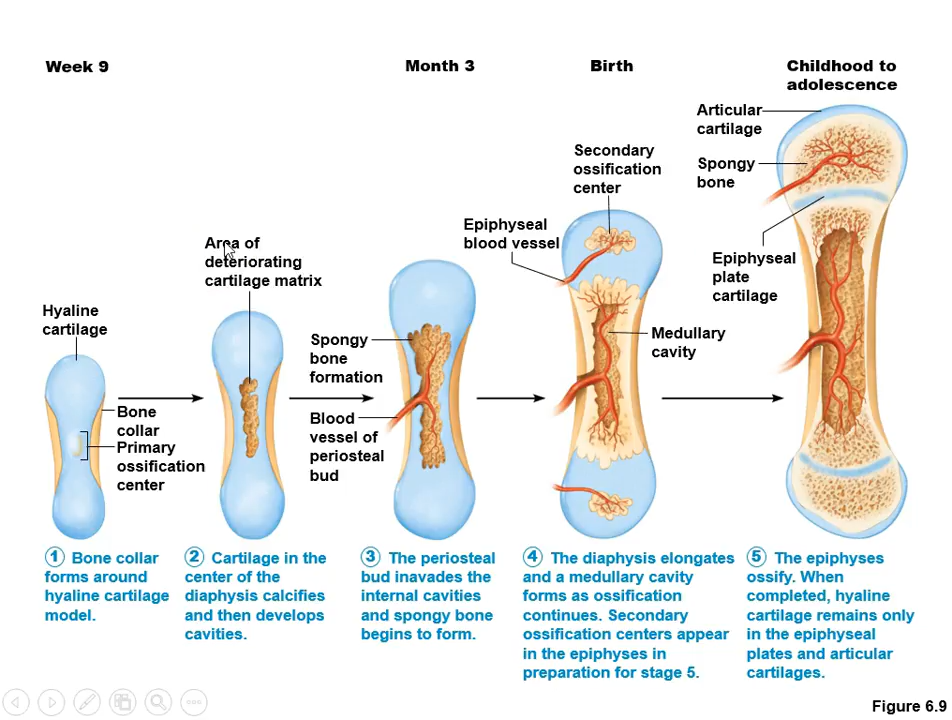 Week 9
Month 3
Birth
Childhood to
adolescence
Articular
cartilage
Spongy
bone
Epiphyseal
plate
cartilage
Secondary
ossification
center
Epiphyseal
blood vessel
Medullary
cavity
Area of
deteriorating
cartilage matrix
Spongy
bone
formation
Blood
vessel of
periosteal
bud
Hyaline
cartilage
Bone
collar
Primary
ossification
center
1 Bone collar
forms around
hyaline cartilage
model.
2 Cartilage in the
center of the
diaphysis calcifies
and then develops
cavities.
3 The periosteal
bud inavades the
internal cavities
and spongy bone
begins to form.
4 The diaphysis elongates
and a medullary cavity
forms as ossification
continues. Secondary
ossification centers appear
in the epiphyses in
preparation for stage 5.
5 The epiphyses
ossify. When
completed, hyaline
cartilage remains only
in the epiphyseal
plates and articular
cartilages.
Figure 6.9